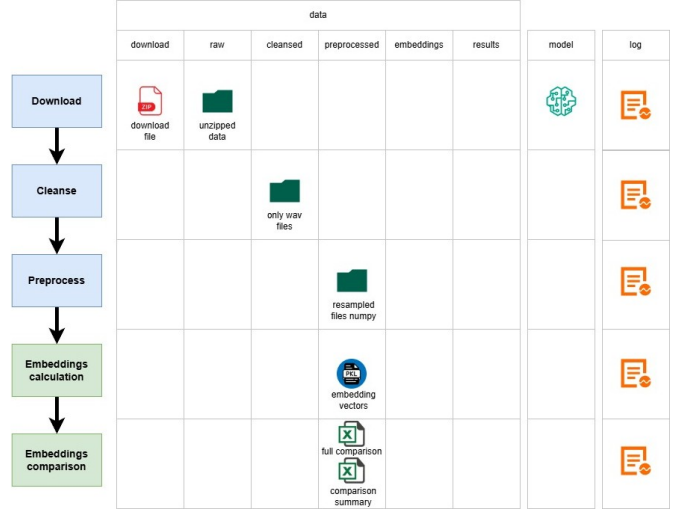 data
download raw cleansed preprocessed embeddings results model log
Download
ZIP
download
file
unzipped
data
Cleanse
only wav
files
Preprocess
resampled
files numpy
Embeddings
calculation
PKL
embedding
vectors
Embeddings
comparison
X
full comparison
X
comparison
summary